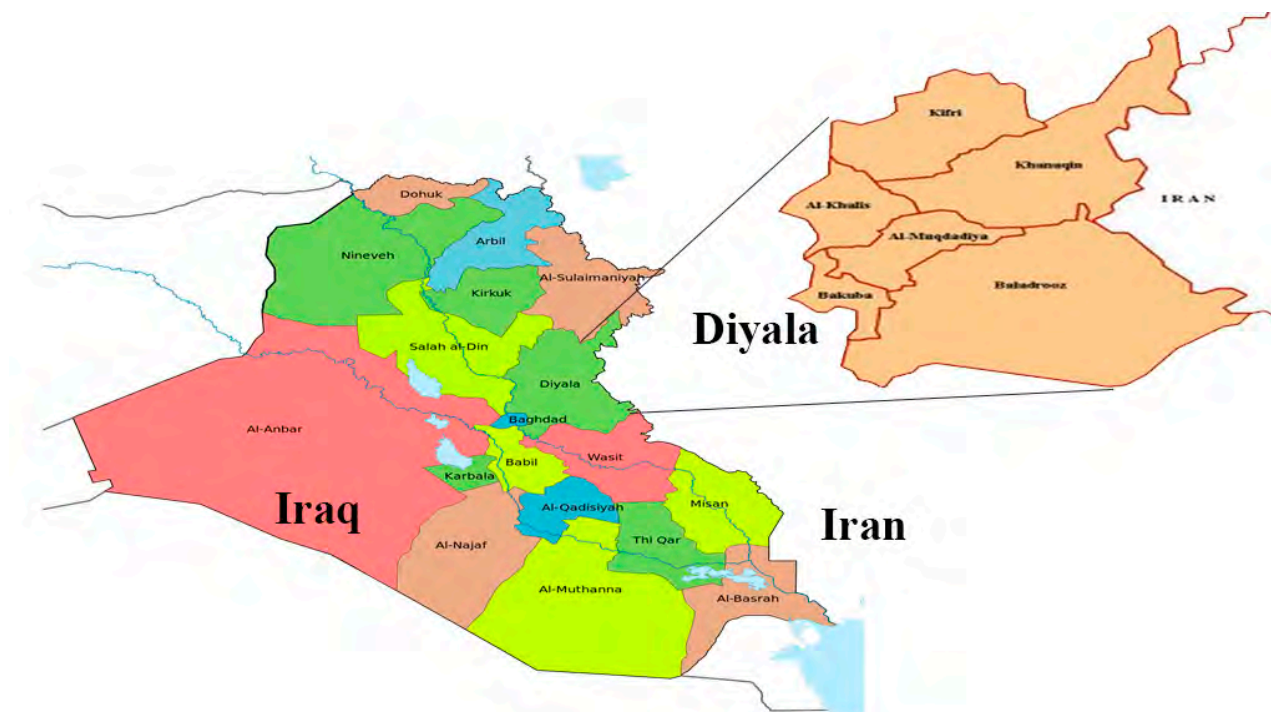 Dohuk
Nineveh
Arbil
Al-Sulaimaniyah
Kirkuk
Salah al-Din
Diyala
Baghdad
Al-Anbar
Wasit
Babil
Karbala
Misan
Al-Qadisiyah
Thi Qar
Al-Najaf
Al-Muthanna
Al-Basrah
Iraq
Iran
Diyala
Kifri
Khanaqin
IRAN
Al-Khalis
Al-Muqdadiya
Baladrooz
Bakuba